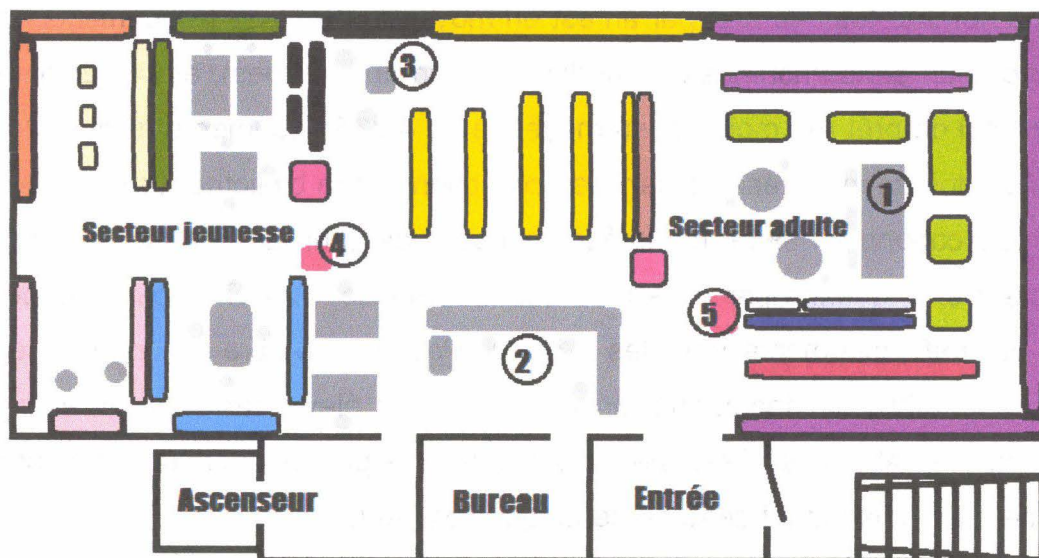 3
1
Secteur jeunesse
Secteur adulte
4
5
2
Ascenseur
Bureau
Entrée